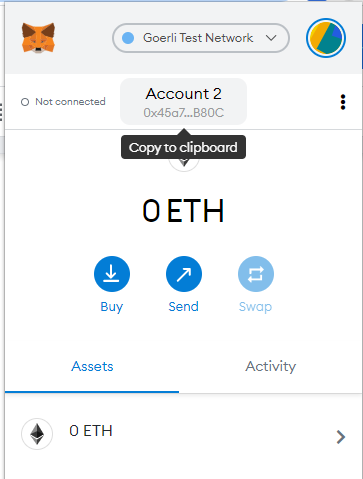 Goerli Test Network
Not connected
Account 2
0x45a7...B80C
Copy to clipboard
0 ETH
Buy
Send
Swap
Assets
Activity
0 ETH